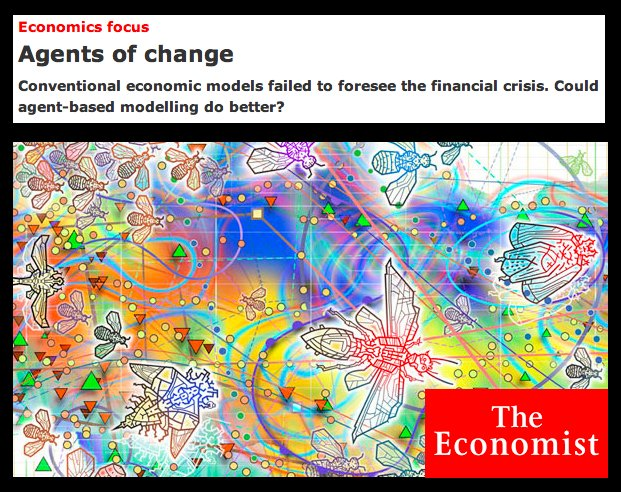 Economics focus
Agents of change
Conventional economic models failed to foresee the financial crisis. Could
agent-based modelling do better?
The
Economist